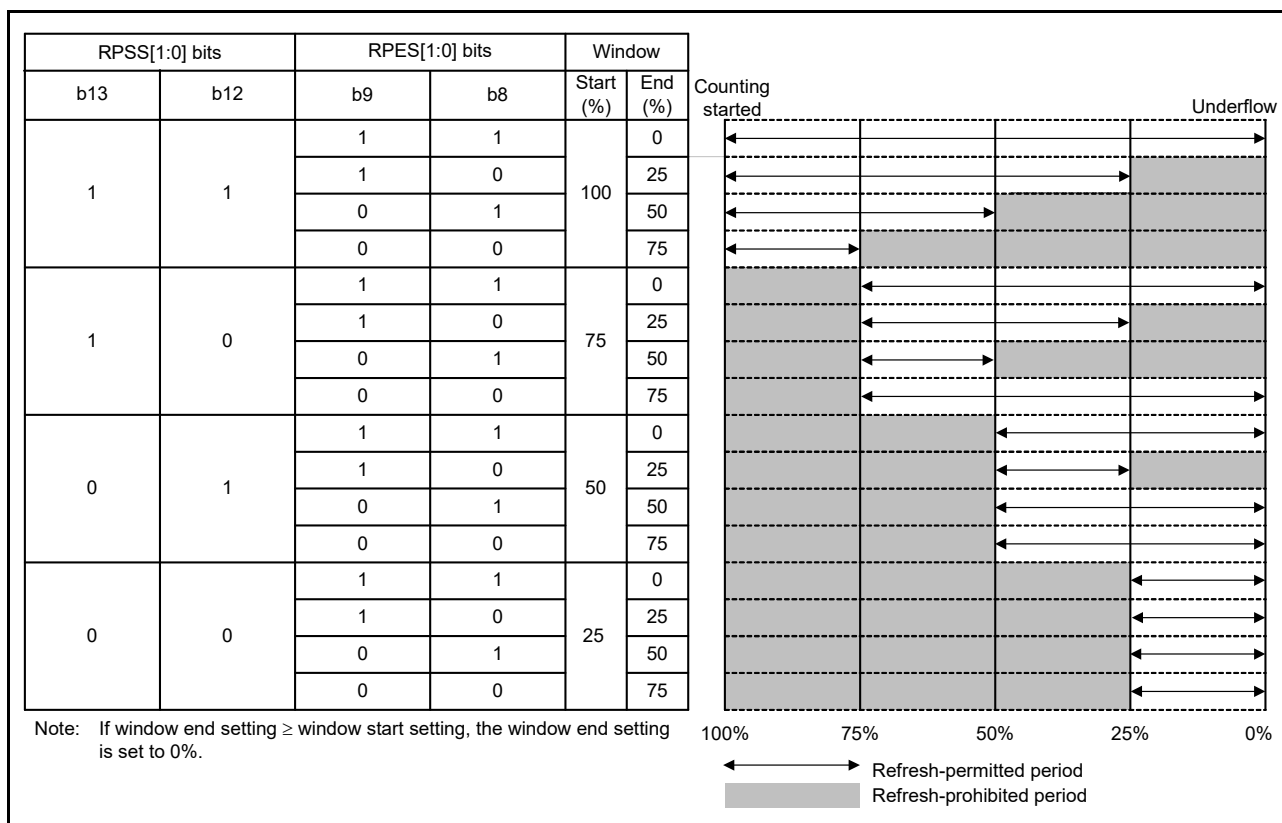 RPSS[1:0] bits RPES[1:0] bits Window
b13 b12 b9 b8 Start (%) End (%)
Counting started Underflow
1 1 1 1 100 0
1 0 25
0 1 50
0 0 75
1 0 1 1 75 0
1 0 25
0 1 50
0 0 75
0 1 1 1 50 0
1 0 25
0 1 50
0 0 75
0 0 1 1 25 0
1 0 25
0 1 50
0 0 75
Note: If window end setting ≥ window start setting, the window end setting
is set to 0%.
100% 75% 50% 25% 0%
Refresh-permitted period
Refresh-prohibited period